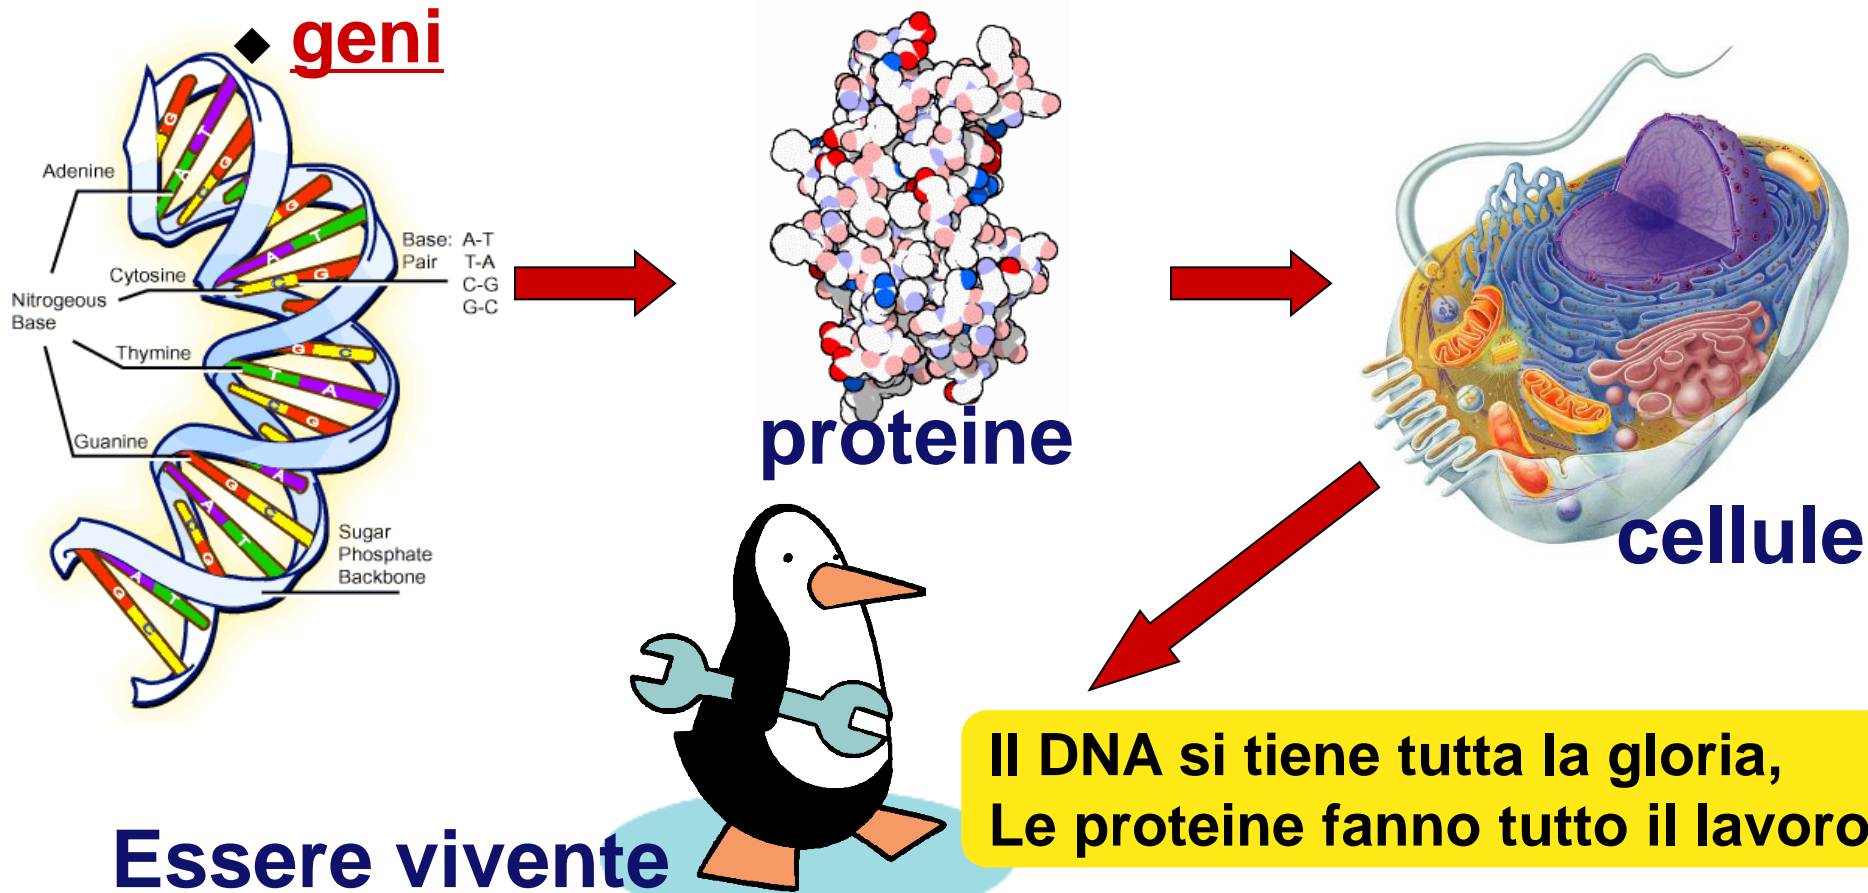 ◆ geni
Adenine
Base: A-T
Pair T-A
C-G
G-C
Cytosine
Nitrogeous
Base
Thymine
Guanine
Sugar
Phosphate
Backbone
G
T
A
G
C
G
T
A
G
C
G
C
T
A
C
G
A
G
A
C
T
C
G
A
T
G
C
proteine
cellule
Il DNA si tiene tutta la gloria,
Le proteine fanno tutto il lavoro
Essere vivente